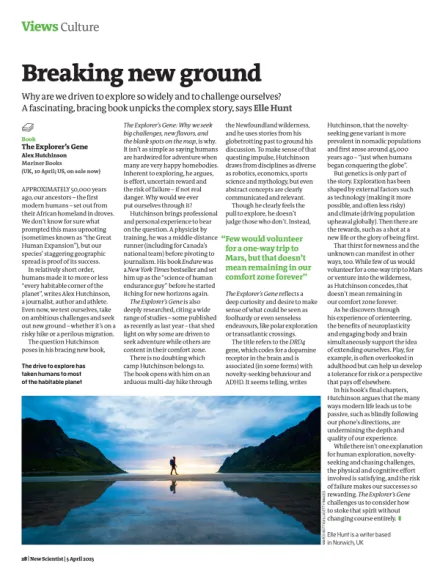 Views Culture
Breaking new ground
Why are we driven to explore so widely and to challenge ourselves?
A fascinating, bracing book unpicks the complex story, says Elle Hunt
Book
The Explorer's Gene
Alex Hutchinson
Mariner Books
(UK, 10 April; US, on sale now)
APPROXIMATELY 50,000 years
ago, our ancestors – the first
modern humans – set out from
their African homeland in droves.
We don't know for sure what
prompted this mass upsprouting
(sometimes known as "the Great
Human Expansion"), but our
species' staggering geographic
spread is proof of its success.
In relatively short order,
humans made it to more or less
"every habitable corner of the
planet", writes Alex Hutchinson,
a journalist, author and athlete.
Even now, we test ourselves, take
on ambitious challenges and seek
out new ground – whether it's on a
risky hike or a perilous migration.
The question Hutchinson
poses in his bracing new book,
The drive to explore has
taken humans to most
of the habitable planet
The Explorer's Gene: Why we seek
big challenges, new flavors, and
the blank spots on the map, is why.
It isn't as simple as saying humans
are hardwired for adventure when
many are very happy homebodies.
Inherent to exploring, he argues,
is effort, uncertain reward and
the risk of failure – if not real
danger. Why would we ever
put ourselves through it?
Hutchinson brings professional
and personal experience to bear
on the question. A physicist by
training, he was a middle-distance
runner (including for Canada's
national team) before pivoting to
journalism. His book Endure was
a New York Times bestseller and set
him up as the "science of human
endurance guy" before he started
itching for new horizons again.
The Explorer's Gene is also
deeply researched, citing a wide
range of studies – some published
as recently as last year – that shed
light on why some are driven to
seek adventure while others are
content in their comfort zone.
There is no doubting which
camp Hutchinson belongs to.
The book opens with him on an
arduous multi-day hike through
the Newfoundland wilderness,
and he uses stories from his
globetrotting past to ground his
discussion. To make sense of that
questing impulse, Hutchinson
draws from disciplines as diverse
as robotics, economics, sports
science and mythology; but even
abstract concepts are clearly
communicated and relevant.
Though he clearly feels the
pull to explore, he doesn't
judge those who don't. Instead,
"Few would volunteer
for a one-way trip to
Mars, but that doesn't
mean remaining in our
comfort zone forever"
The Explorer's Gene reflects a
deep curiosity and desire to make
sense of what could be seen as
foolhardy or even senseless
endeavours, like polar exploration
or transatlantic crossings.
The title refers to the DRD4
gene, which codes for a dopamine
receptor in the brain and is
associated (in some forms) with
novelty-seeking behaviour and
ADHD. It seems telling, writes
Hutchinson, that the novelty-
seeking gene variant is more
prevalent in nomadic populations
and first arose around 45,000
years ago – "just when humans
began conquering the globe".
But genetics is only part of
the story. Exploration has been
shaped by external factors such
as technology (making it more
possible, and often less risky)
and climate (driving population
upheaval globally). Then there are
the rewards, such as a shot at a
new life or the glory of being first.
That thirst for newness and the
unknown can manifest in other
ways, too. While few of us would
volunteer for a one-way trip to Mars
or venture into the wilderness,
as Hutchinson concedes, that
doesn't mean remaining in
our comfort zone forever.
As he discovers through
his experience of orienteering,
the benefits of neuroplasticity
and engaging body and brain
simultaneously support the idea
of extending ourselves. Play, for
example, is often overlooked in
adulthood but can help us develop
a tolerance for risk or a perspective
that pays off elsewhere.
In his book's final chapters,
Hutchinson argues that the many
ways modern life leads us to be
passive, such as blindly following
our phone's directions, are
undermining the depth and
quality of our experience.
While there isn't one explanation
for human exploration, novelty-
seeking and chasing challenges,
the physical and cognitive effort
involved is satisfying, and the risk
of failure makes our successes so
rewarding. The Explorer's Gene
challenges us to consider how
to stoke that spirit without
changing course entirely.
Elle Hunt is a writer based
in Norwich, UK
28 | New Scientist | 5 April 2025